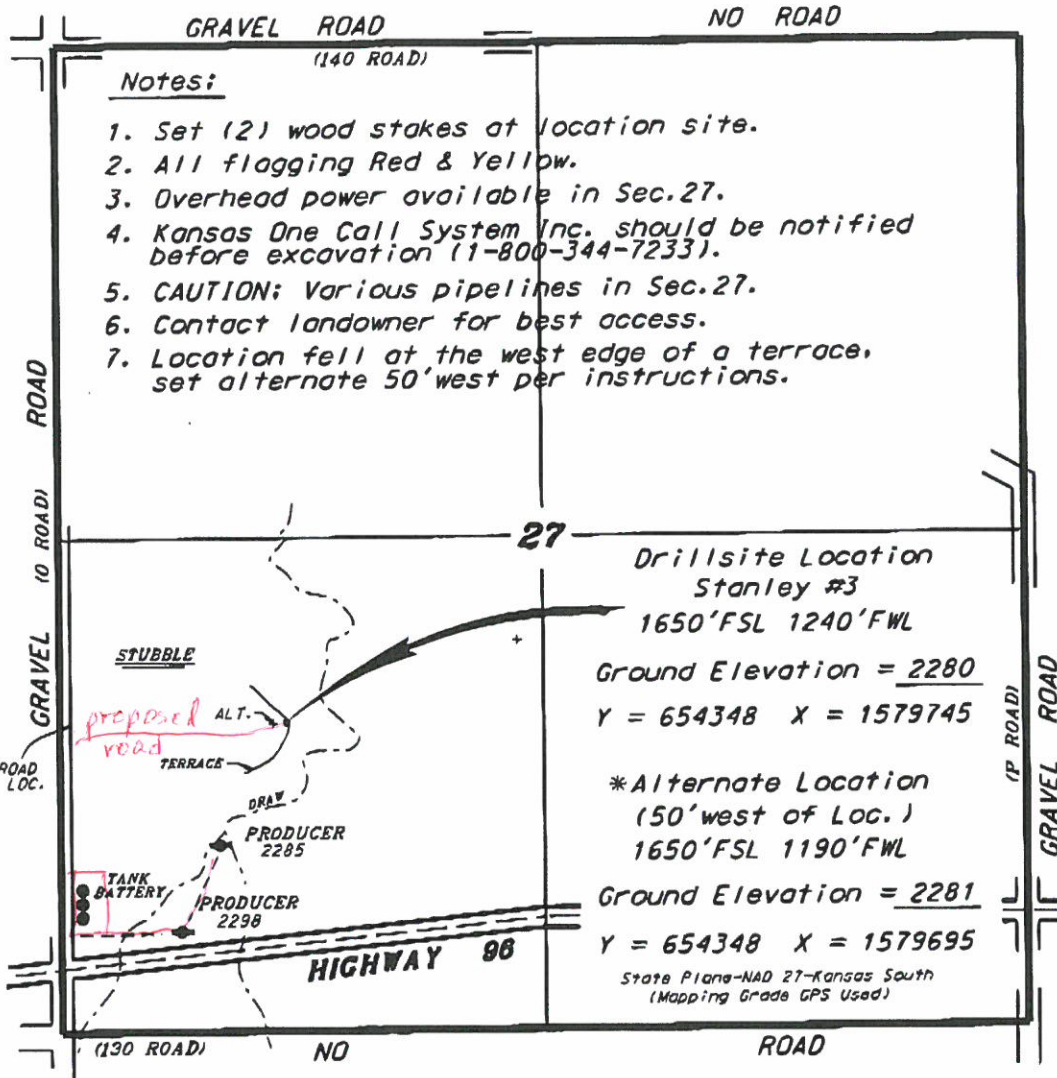 GRAVEL ROAD
NO ROAD
(140 ROAD)
Notes:
1. Set (2) wood stakes at location site.
2. All flagging Red & Yellow.
3. Overhead power available in Sec.27.
4. Kansas One Call System Inc. should be notified
before excavation (1-800-344-7233).
5. CAUTION: Various pipelines in Sec.27.
6. Contact landowner for best access.
7. Location fell at the west edge of a terrace,
set alternate 50'west per instructions.
GRAVEL (O ROAD) ROAD
27
Drillsite Location
Stanley #3
1650'FSL 1240'FWL
Ground Elevation = 2280
Y = 654348 X = 1579745
*Alternate Location
(50'west of Loc.)
1650'FSL 1190'FWL
Ground Elevation = 2281
Y = 654348 X = 1579695
State Plane-NAD 27-Kansas South
(Mapping Grade GPS Used)
STUBBLE
proposed
road
ALT.
TERRACE
ROAD
LOC.
DRAW
PRODUCER
2285
TANK
BATTERY
PRODUCER
2298
HIGHWAY 96
(P ROAD)
GRAVEL ROAD
(130 ROAD)
NO ROAD